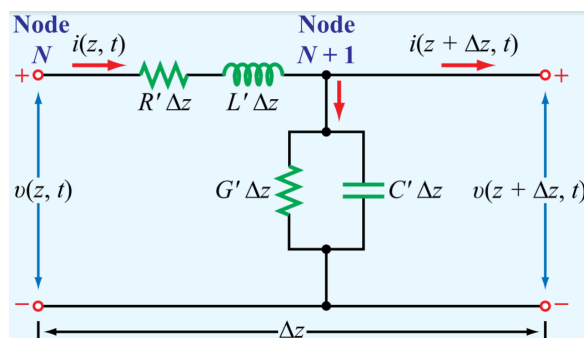 Node
N
i(z, t)
Node
N + 1
i(z + Δz, t)
+
+
R′ Δz
L′ Δz
υ(z, t)
G′ Δz
C′ Δz
υ(z + Δz, t)
−
−
Δz